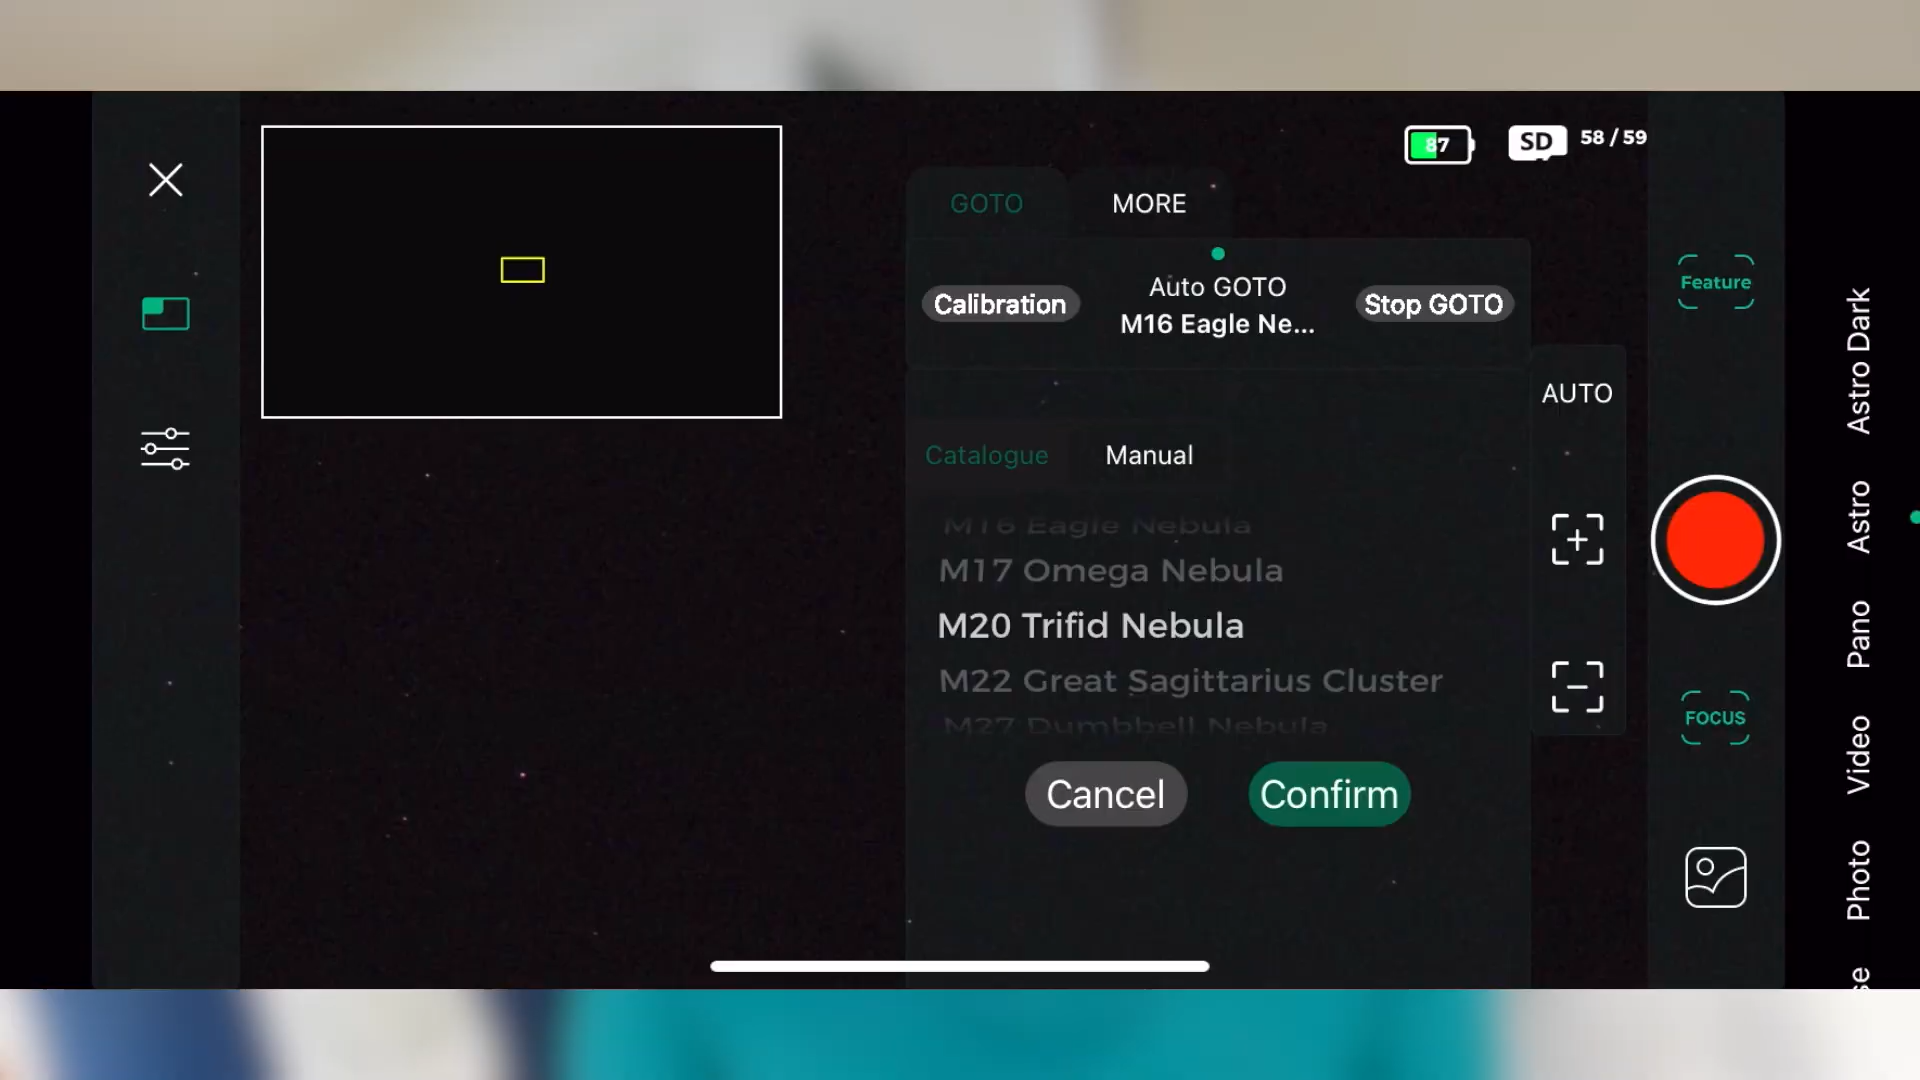 87
SD
58 / 59
GOTO
MORE
Auto GOTO
Calibration
M16 Eagle Ne...
Stop GOTO
Feature
AUTO
Catalogue
Manual
M16 Eagle Nebula
M17 Omega Nebula
M20 Trifid Nebula
M22 Great Sagittarius Cluster
M27 Dumbbell Nebula
Cancel
Confirm
FOCUS
Astro Dark
Astro
Pano
Video
Photo
se